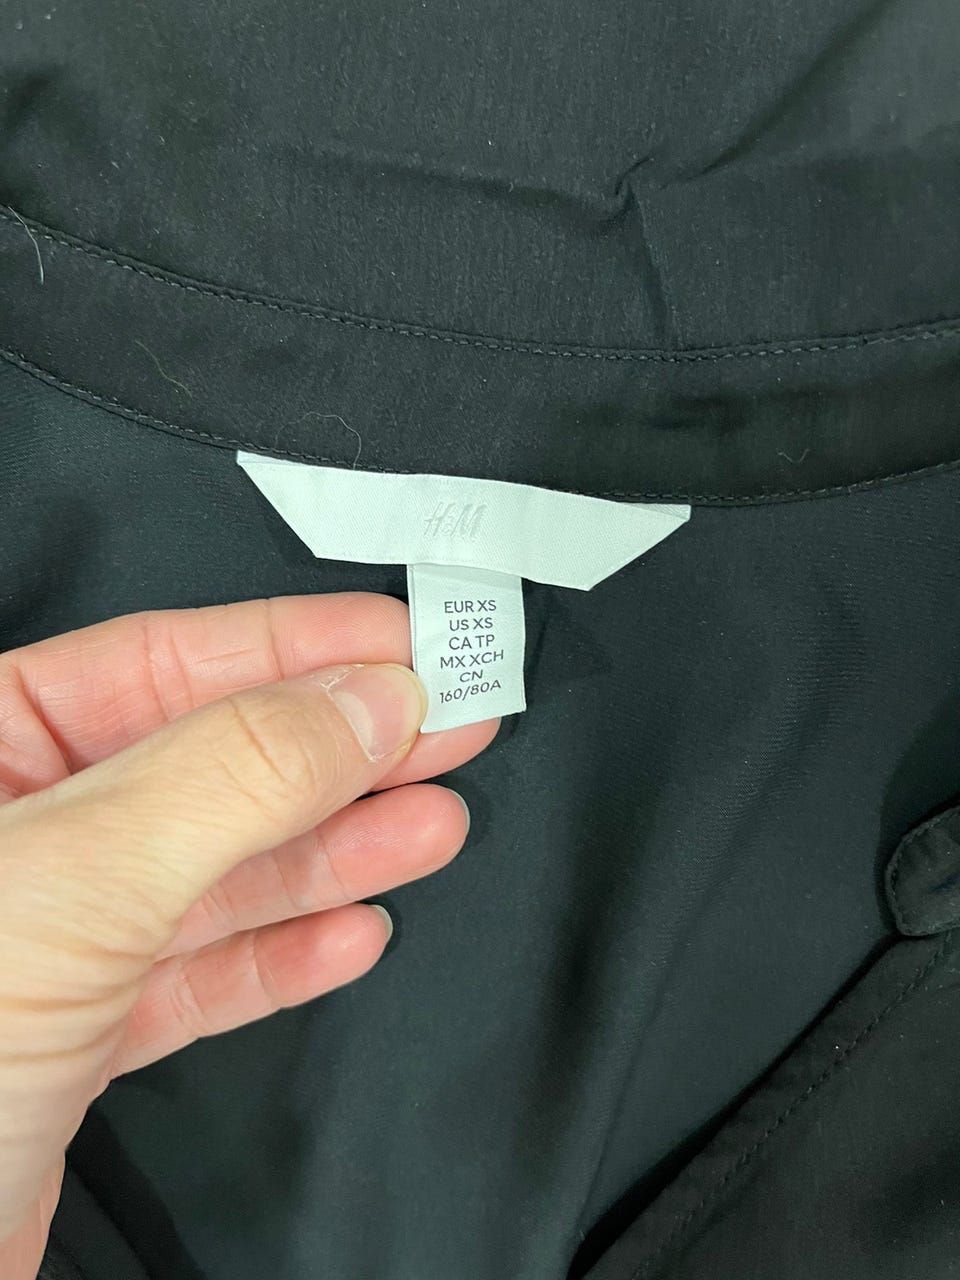 H&M
EUR XS
US XS
CA TP
MX XCH
CN
160/80A